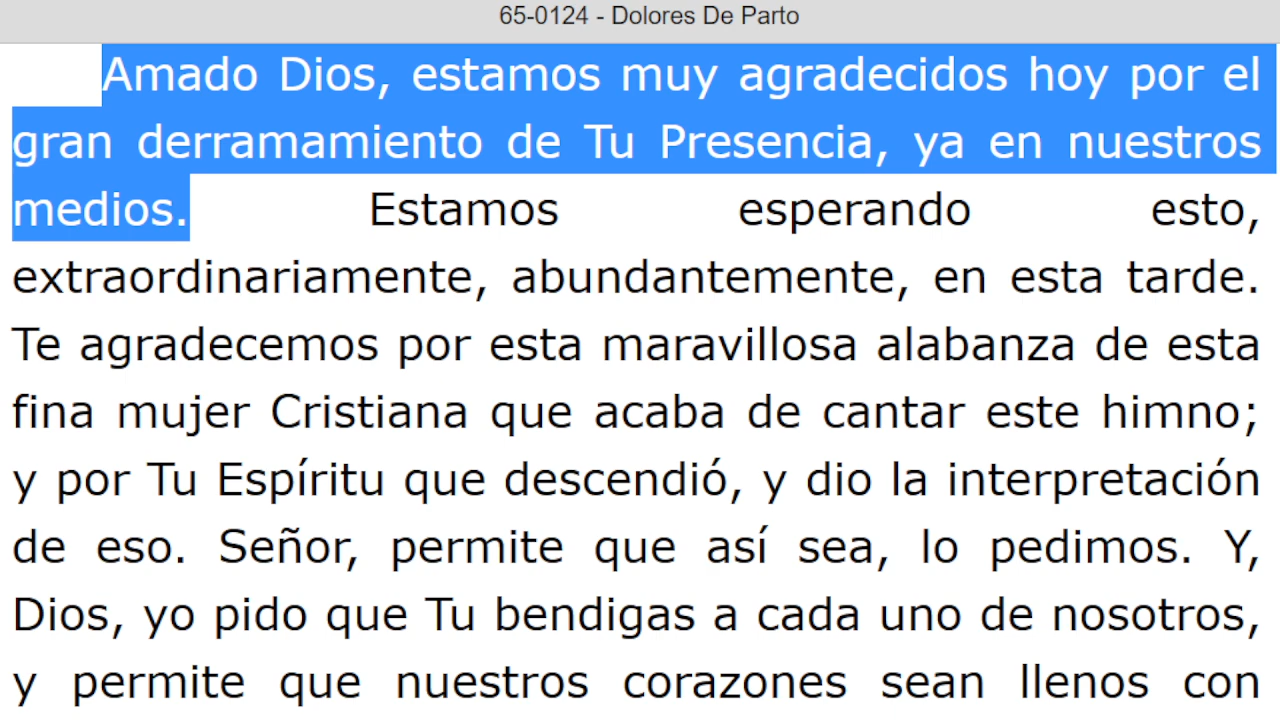 65-0124 - Dolores De Parto
Amado Dios, estamos muy agradecidos hoy por el
gran derramamiento de Tu Presencia, ya en nuestros
medios. Estamos esperando esto,
extraordinariamente, abundantemente, en esta tarde.
Te agradecemos por esta maravillosa alabanza de esta
fina mujer Cristiana que acaba de cantar este himno;
y por Tu Espíritu que descendió, y dio la interpretación
de eso. Señor, permite que así sea, lo pedimos. Y,
Dios, yo pido que Tu bendigas a cada uno de nosotros,
y permite que nuestros corazones sean llenos con